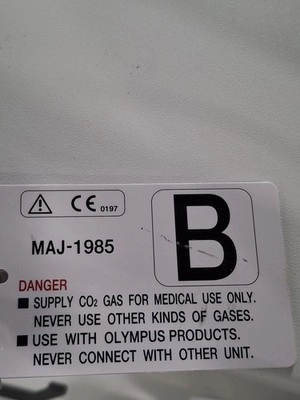 CE 0197
B
MAJ-1985
DANGER
■ SUPPLY CO₂ GAS FOR MEDICAL USE ONLY.
NEVER USE OTHER KINDS OF GASES.
■ USE WITH OLYMPUS PRODUCTS.
NEVER CONNECT WITH OTHER UNIT.